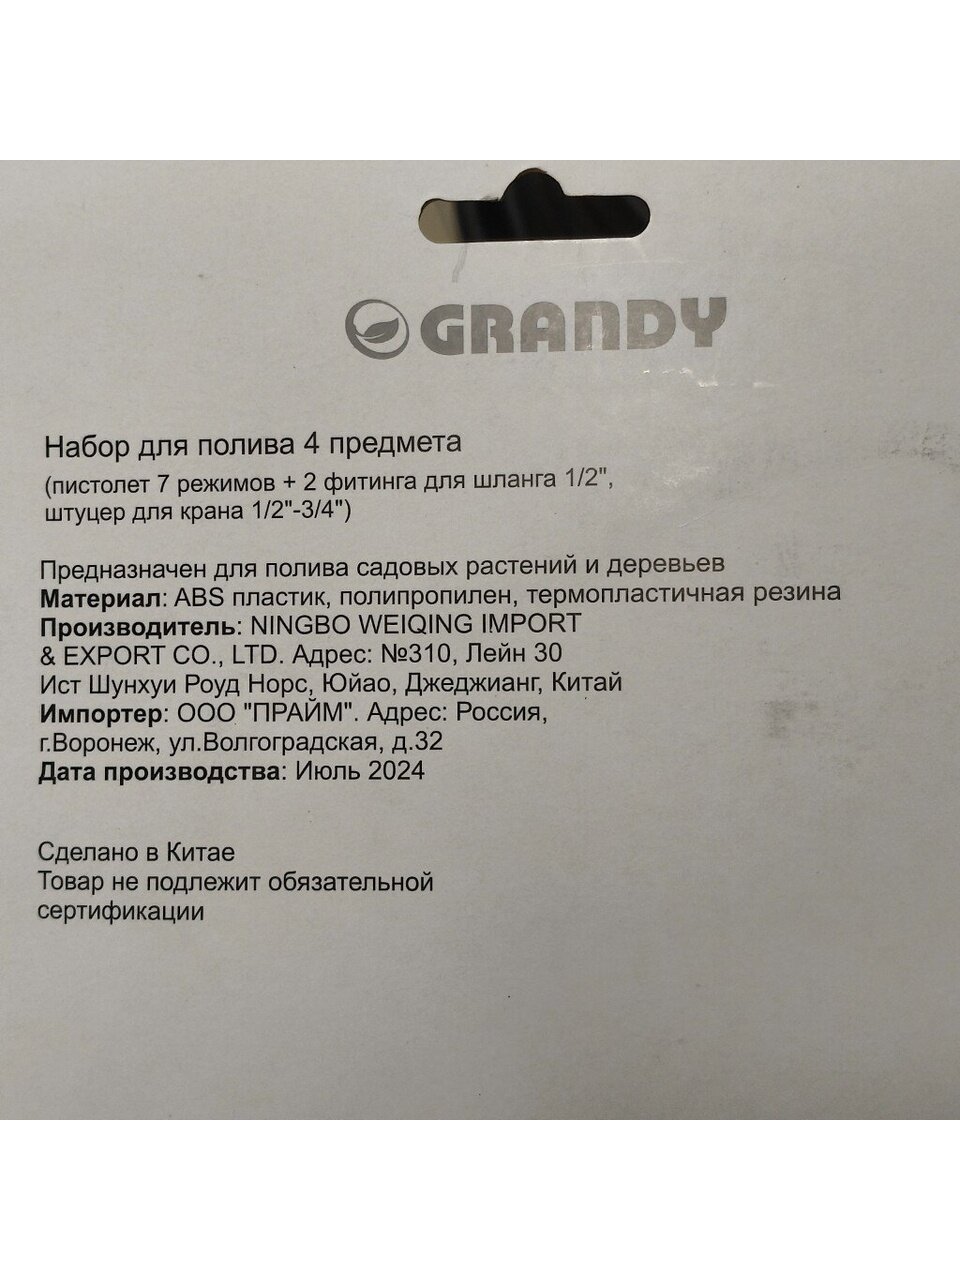 GRANDY
Набор для полива 4 предмета
(пистолет 7 режимов + 2 фитинга для шланга 1/2",
штуцер для крана 1/2"-3/4")
Предназначен для полива садовых растений и деревьев
Материал: ABS пластик, полипропилен, термопластичная резина
Производитель: NINGBO WEIQING IMPORT
& EXPORT CO., LTD. Адрес: №310, Лейн 30
Ист Шунхуи Роуд Норс, Юйао, Джеджианг, Китай
Импортер: ООО "ПРАЙМ". Адрес: Россия,
г.Воронеж, ул.Волгоградская, д.32
Дата производства: Июль 2024
Сделано в Китае
Товар не подлежит обязательной
сертификации